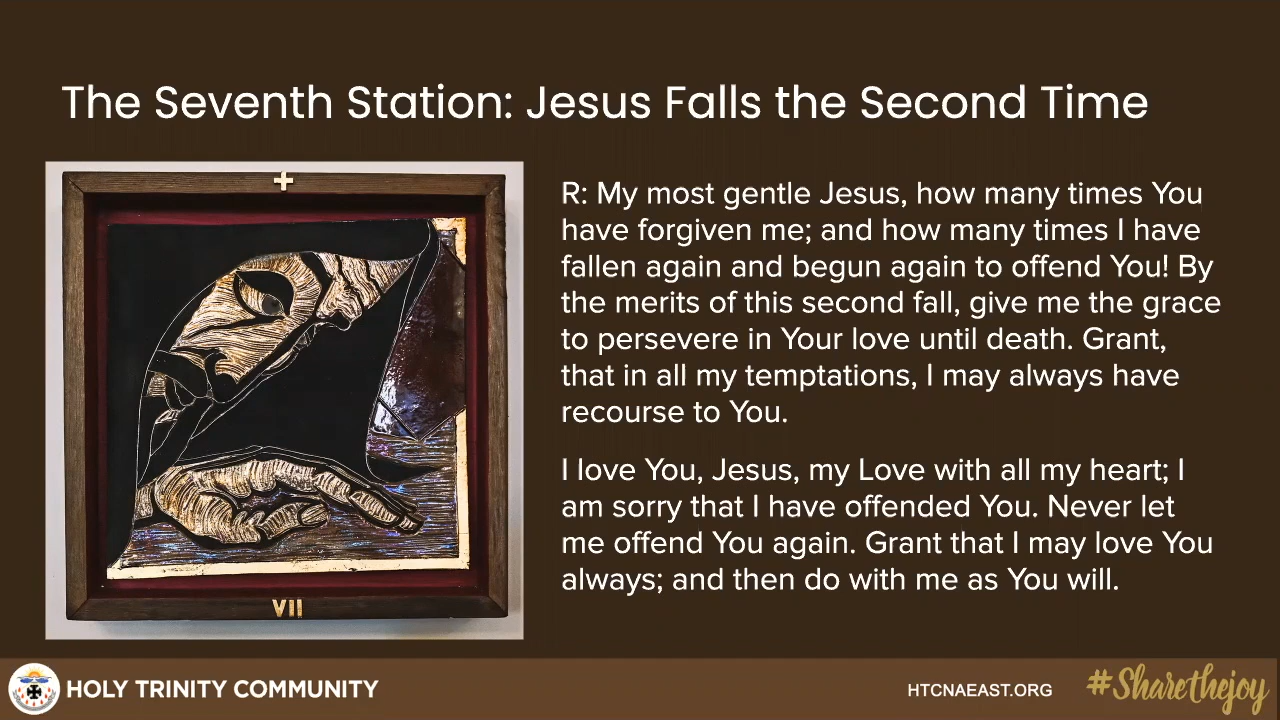 The Seventh Station: Jesus Falls the Second Time
R: My most gentle Jesus, how many times You
have forgiven me; and how many times I have
fallen again and begun again to offend You! By
the merits of this second fall, give me the grace
to persevere in Your love until death. Grant,
that in all my temptations, I may always have
recourse to You.
I love You, Jesus, my Love with all my heart; I
am sorry that I have offended You. Never let
me offend You again. Grant that I may love You
always; and then do with me as You will.
VII
HOLY TRINITY COMMUNITY
HTCNAEAST.ORG
#Sharethejoy